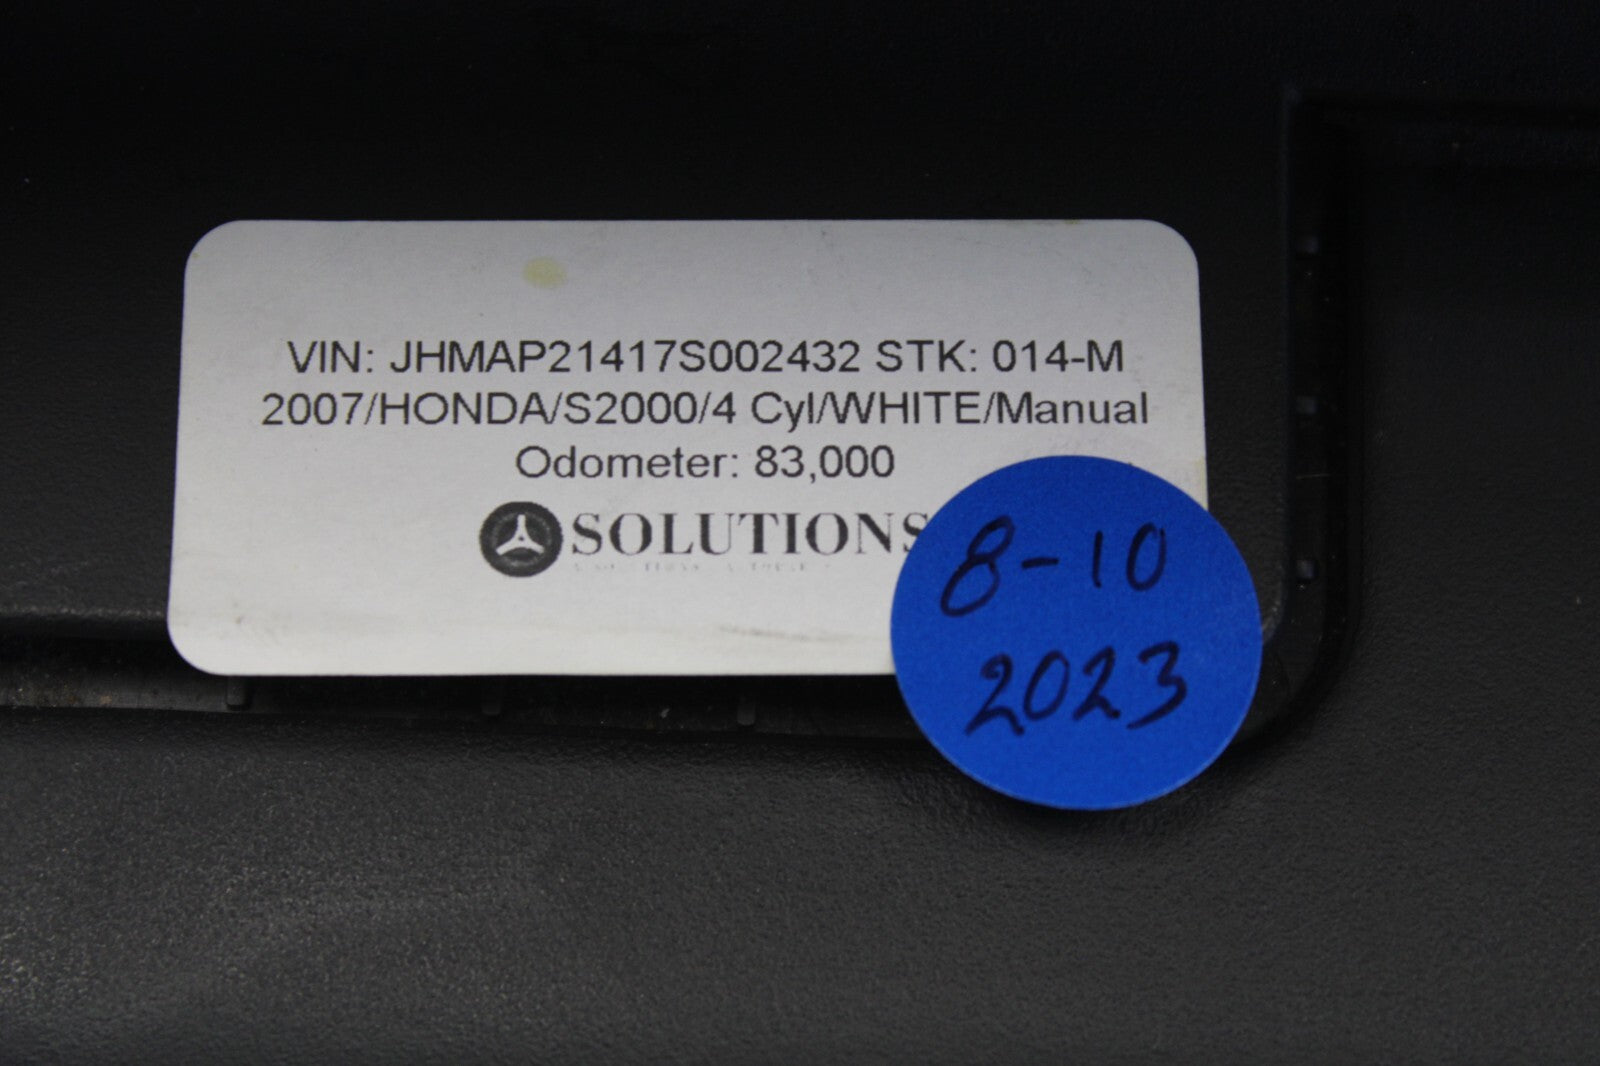 VIN: JHMAP21417S002432 STK: 014-M
2007/HONDA/S2000/4 Cyl/WHITE/Manual
Odometer: 83,000
SOLUTIONS
8-10
2023